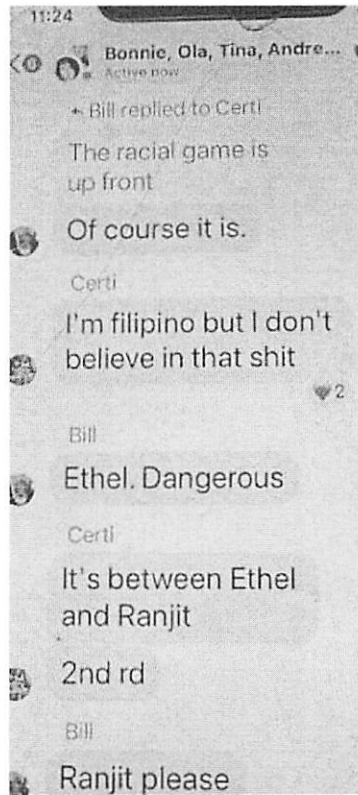 11:24
Bonnie, Ola, Tina, Andre...
Active now
Bill replied to Certi
The racial game is
up front
Of course it is.
Certi
I'm filipino but I don't
believe in that shit
2
Bill
Ethel. Dangerous
Certi
It's between Ethel
and Ranjit
2nd rd
Bill
Ranjit please